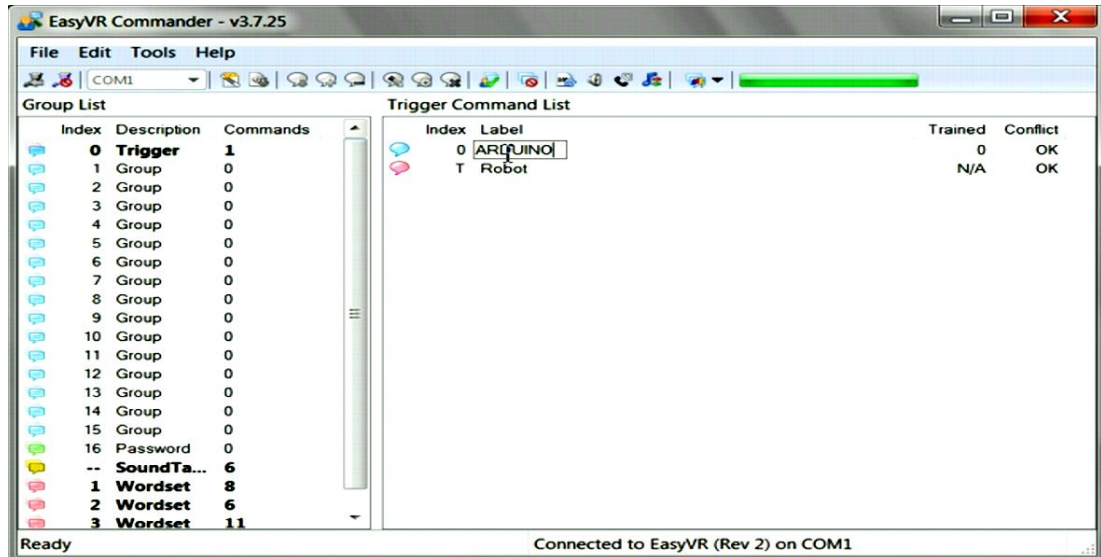 EasyVR Commander - v3.7.25
File Edit Tools Help
COM1
Group List
Index Description Commands
0 Trigger 1
1 Group 0
2 Group 0
3 Group 0
4 Group 0
5 Group 0
6 Group 0
7 Group 0
8 Group 0
9 Group 0
10 Group 0
11 Group 0
12 Group 0
13 Group 0
14 Group 0
15 Group 0
16 Password 0
-- SoundTa... 6
1 Wordset 8
2 Wordset 6
3 Wordset 11
Trigger Command List
Index Label Trained Conflict
0 ARDUINO 0 OK
T Robot N/A OK
Ready Connected to EasyVR (Rev 2) on COM1